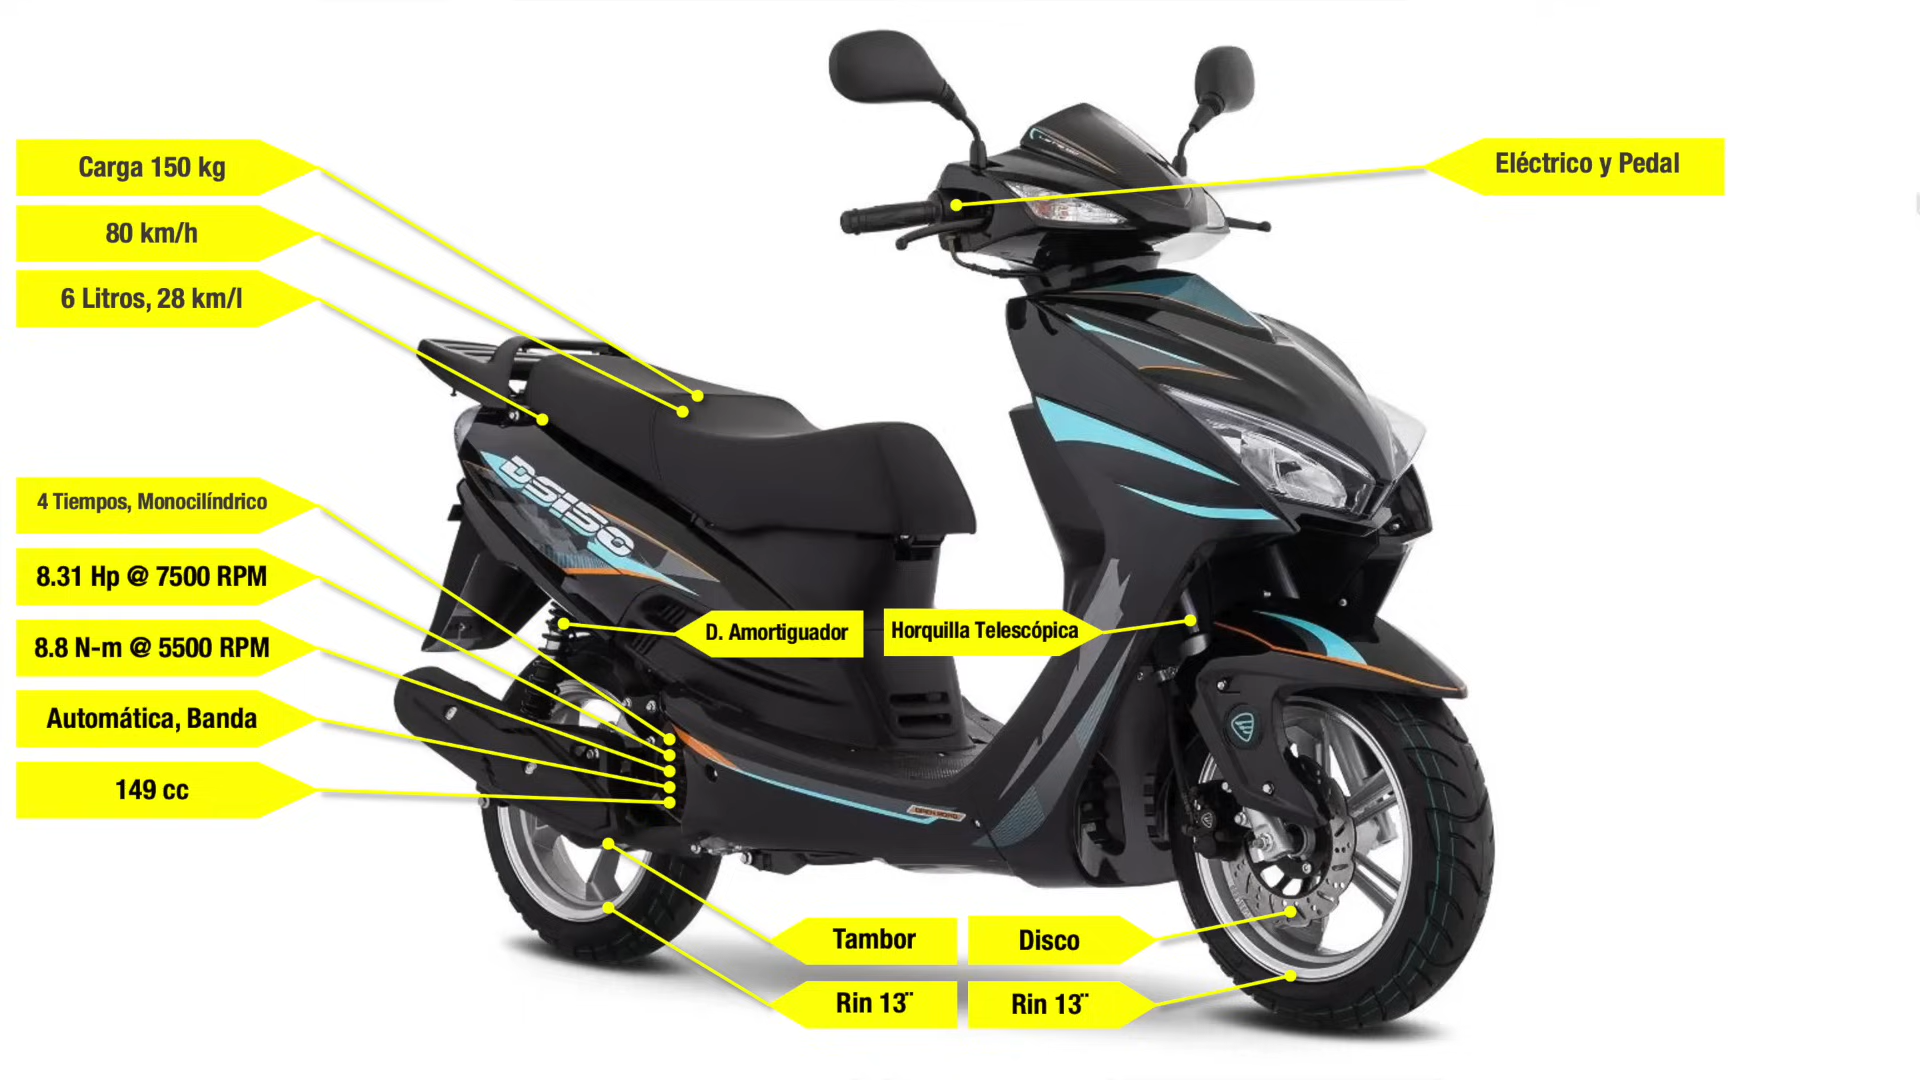 Carga 150 kg
80 km/h
6 Litros, 28 km/l
Eléctrico y Pedal
DS150
4 Tiempos, Monocilíndrico
8.31 Hp @ 7500 RPM
8.8 N-m @ 5500 RPM
Automática, Banda
149 cc
D. Amortiguador
Horquilla Telescópica
Tambor
Disco
Rin 13¨
Rin 13¨